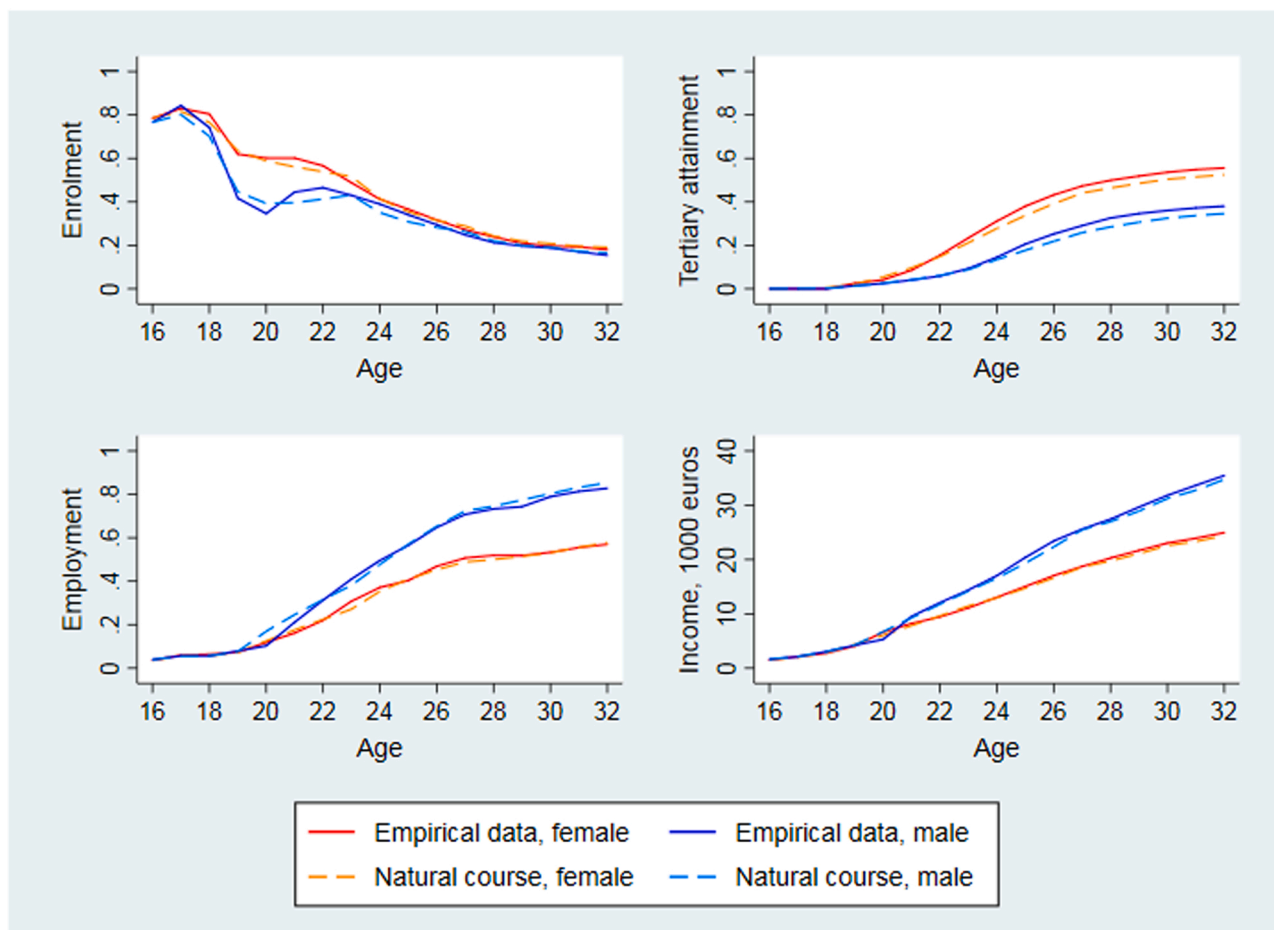 Enrolment
1
.8
.6
.4
.2
0
16 18 20 22 24 26 28 30 32
Age
Tertiary attainment
1
.8
.6
.4
.2
0
16 18 20 22 24 26 28 30 32
Age
Employment
1
.8
.6
.4
.2
0
16 18 20 22 24 26 28 30 32
Age
Income, 1000 euros
40
30
20
10
0
16 18 20 22 24 26 28 30 32
Age
Empirical data, female
Empirical data, male
Natural course, female
Natural course, male